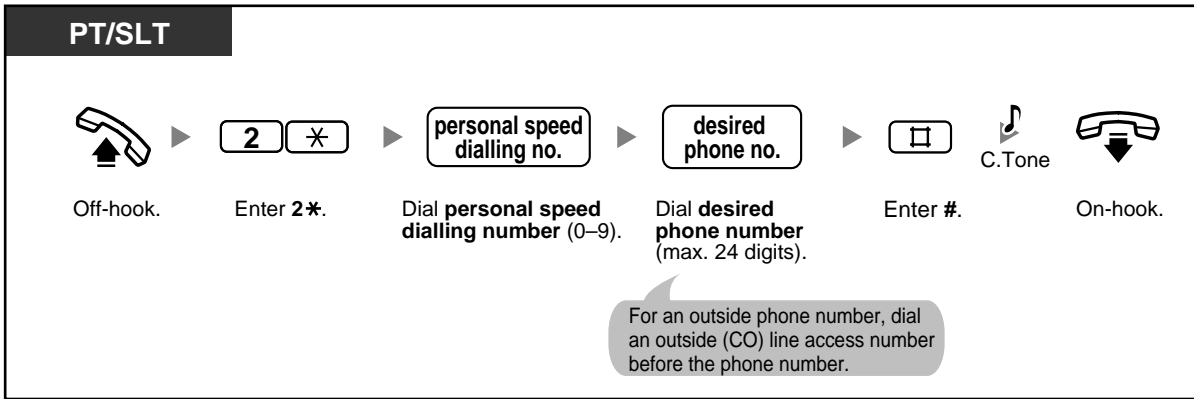 PT/SLT
2 *
personal speed
dialling no.
desired
phone no.
#
C.Tone
Off-hook.
Enter 2*.
Dial personal speed
dialling number (0–9).
Dial desired
phone number
(max. 24 digits).
Enter #.
On-hook.
For an outside phone number, dial
an outside (CO) line access number
before the phone number.